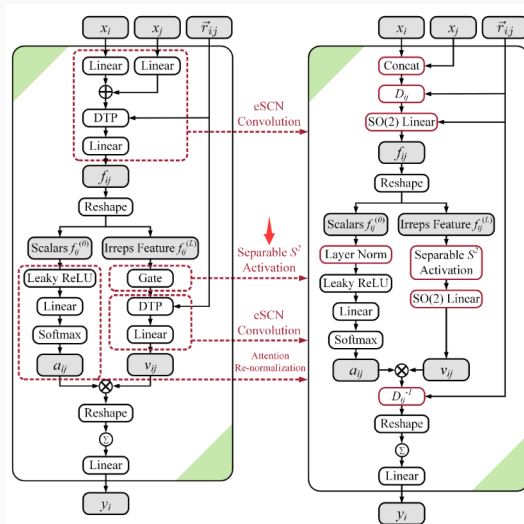 x_i
x_j
r⃗_ij
Linear
Linear
DTP
Linear
f_ij
Reshape
Scalars f_ij^(0)
Irreps Feature f_ij^(L)
Leaky ReLU
Gate
Linear
DTP
Softmax
Linear
a_ij
v_ij
Reshape
Σ
Linear
y_i
eSCN
Convolution
Separable S²
Activation
eSCN
Convolution
Attention
Re-normalization
x_i
x_j
r⃗_ij
Concat
D_ij
SO(2) Linear
f_ij
Reshape
Scalars f_ij^(0)
Irreps Feature f_ij^(L)
Layer Norm
Separable S²
Activation
Leaky ReLU
SO(2) Linear
Linear
Softmax
a_ij
v_ij
D_ij^-1
Reshape
Σ
Linear
y_i